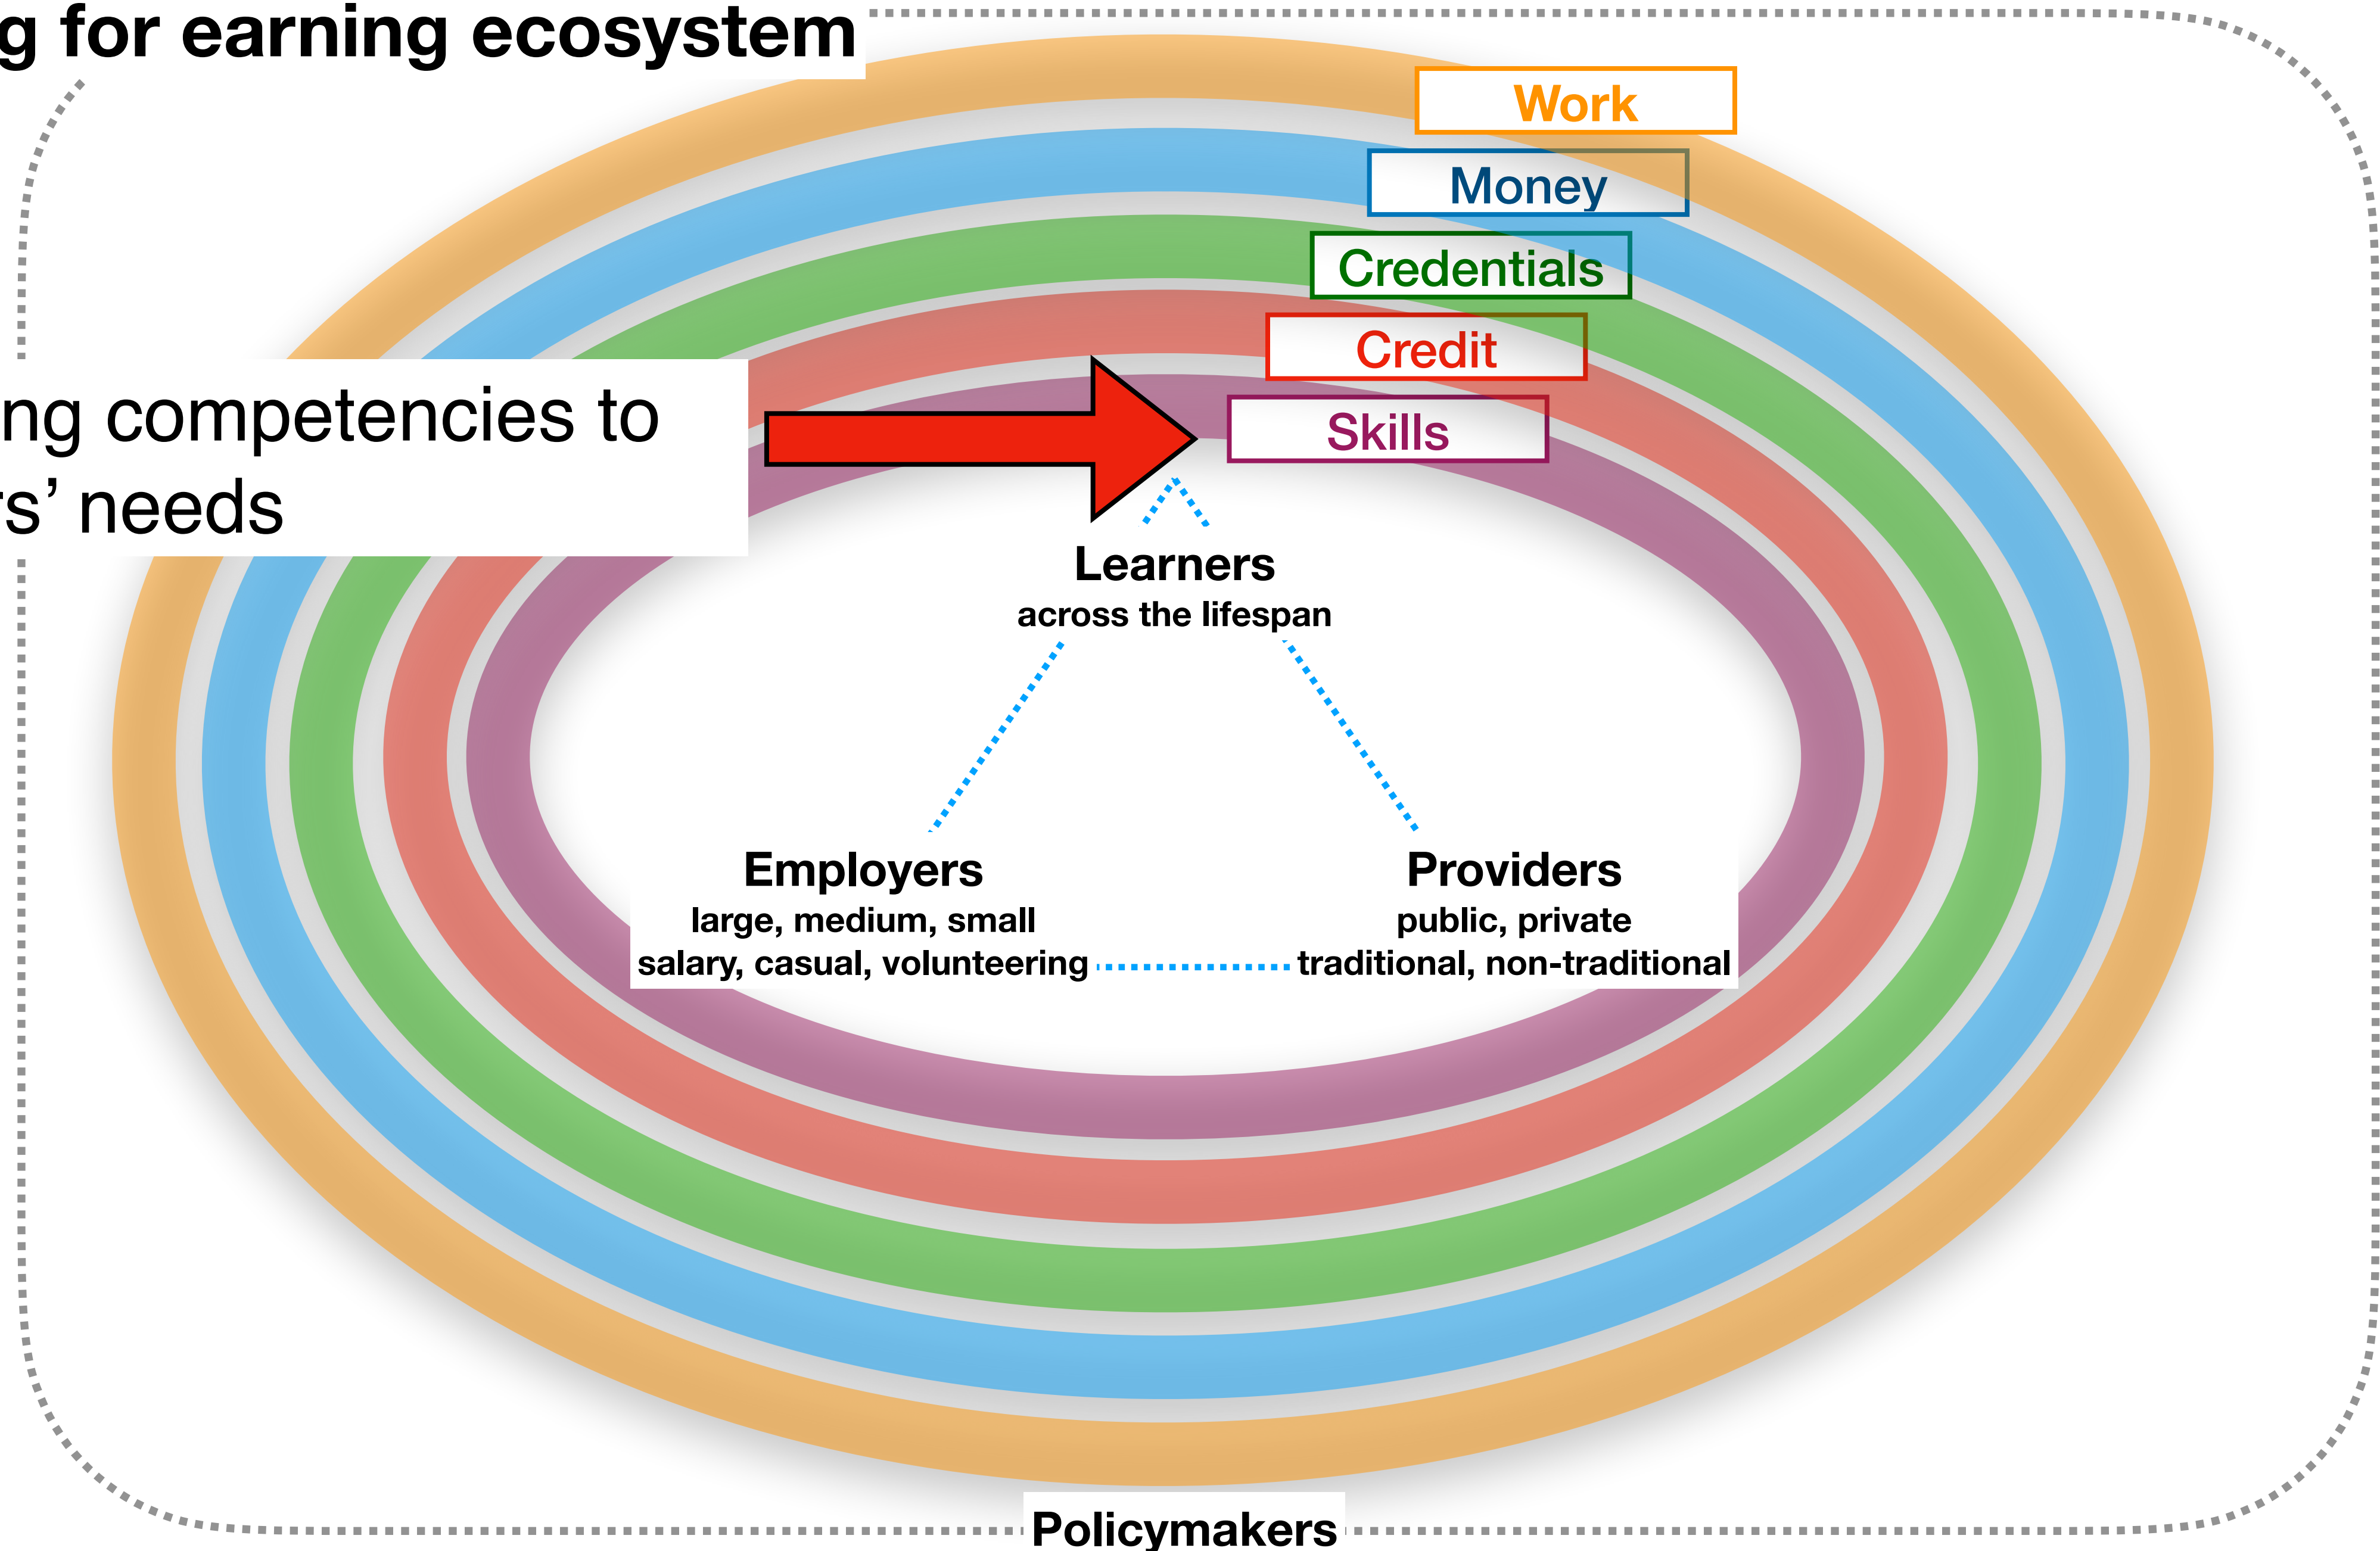 g for earning ecosystem
Work
Money
Credentials
Credit
Skills
ng competencies to
s’ needs
Learners
across the lifespan
Employers
large, medium, small
salary, casual, volunteering
Providers
public, private
traditional, non-traditional
Policymakers